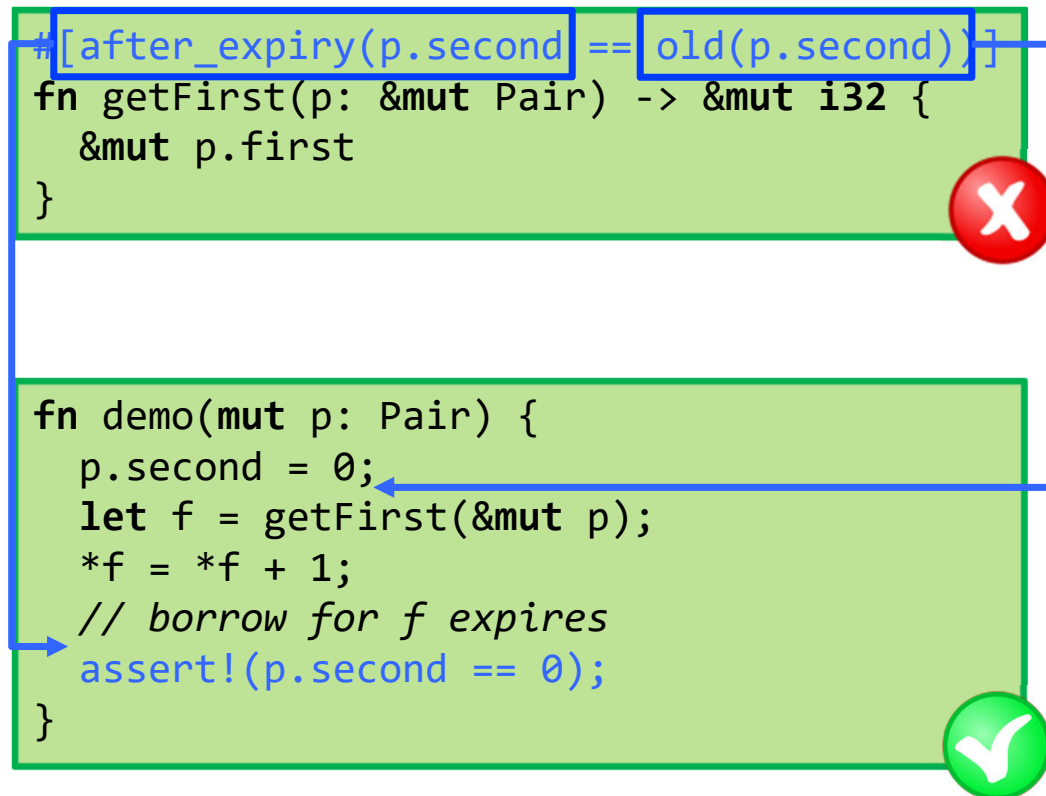 #[after_expiry(p.second == old(p.second))]
fn getFirst(p: &mut Pair) -> &mut i32 {
  &mut p.first
}
fn demo(mut p: Pair) {
  p.second = 0;
  let f = getFirst(&mut p);
  *f = *f + 1;
  // borrow for f expires
  assert!(p.second == 0);
}